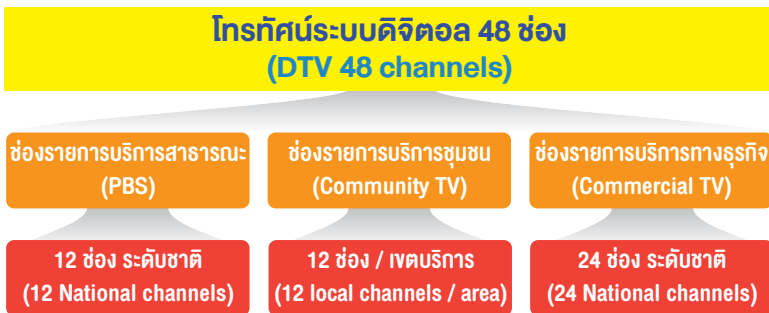 โทรทัศน์ระบบดิจิตอล 48 ช่อง
(DTV 48 channels)
ช่องรายการบริการสาธารณะ
(PBS)
ช่องรายการบริการชุมชน
(Community TV)
ช่องรายการบริการทางธุรกิจ
(Commercial TV)
12 ช่อง ระดับชาติ
(12 National channels)
12 ช่อง / เขตบริการ
(12 local channels / area)
24 ช่อง ระดับชาติ
(24 National channels)